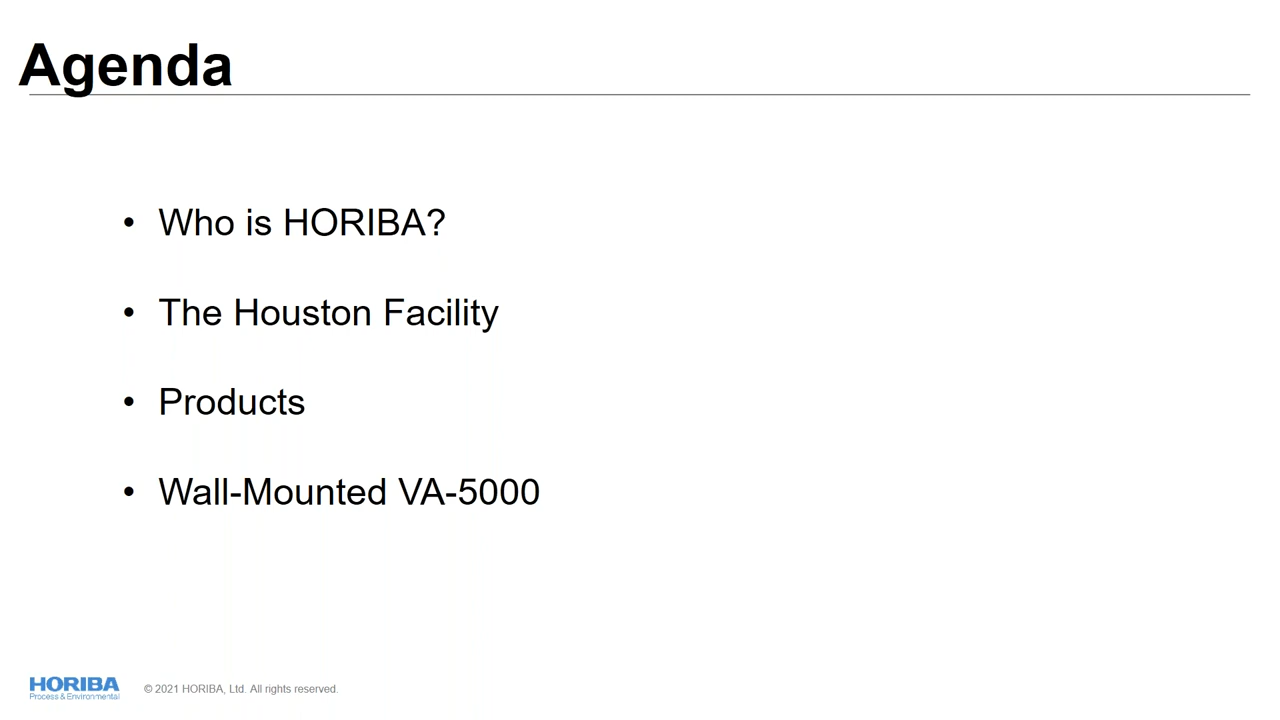 Agenda
• Who is HORIBA?
• The Houston Facility
• Products
• Wall-Mounted VA-5000
HORIBA
Process & Environmental
© 2021 HORIBA, Ltd. All rights reserved.